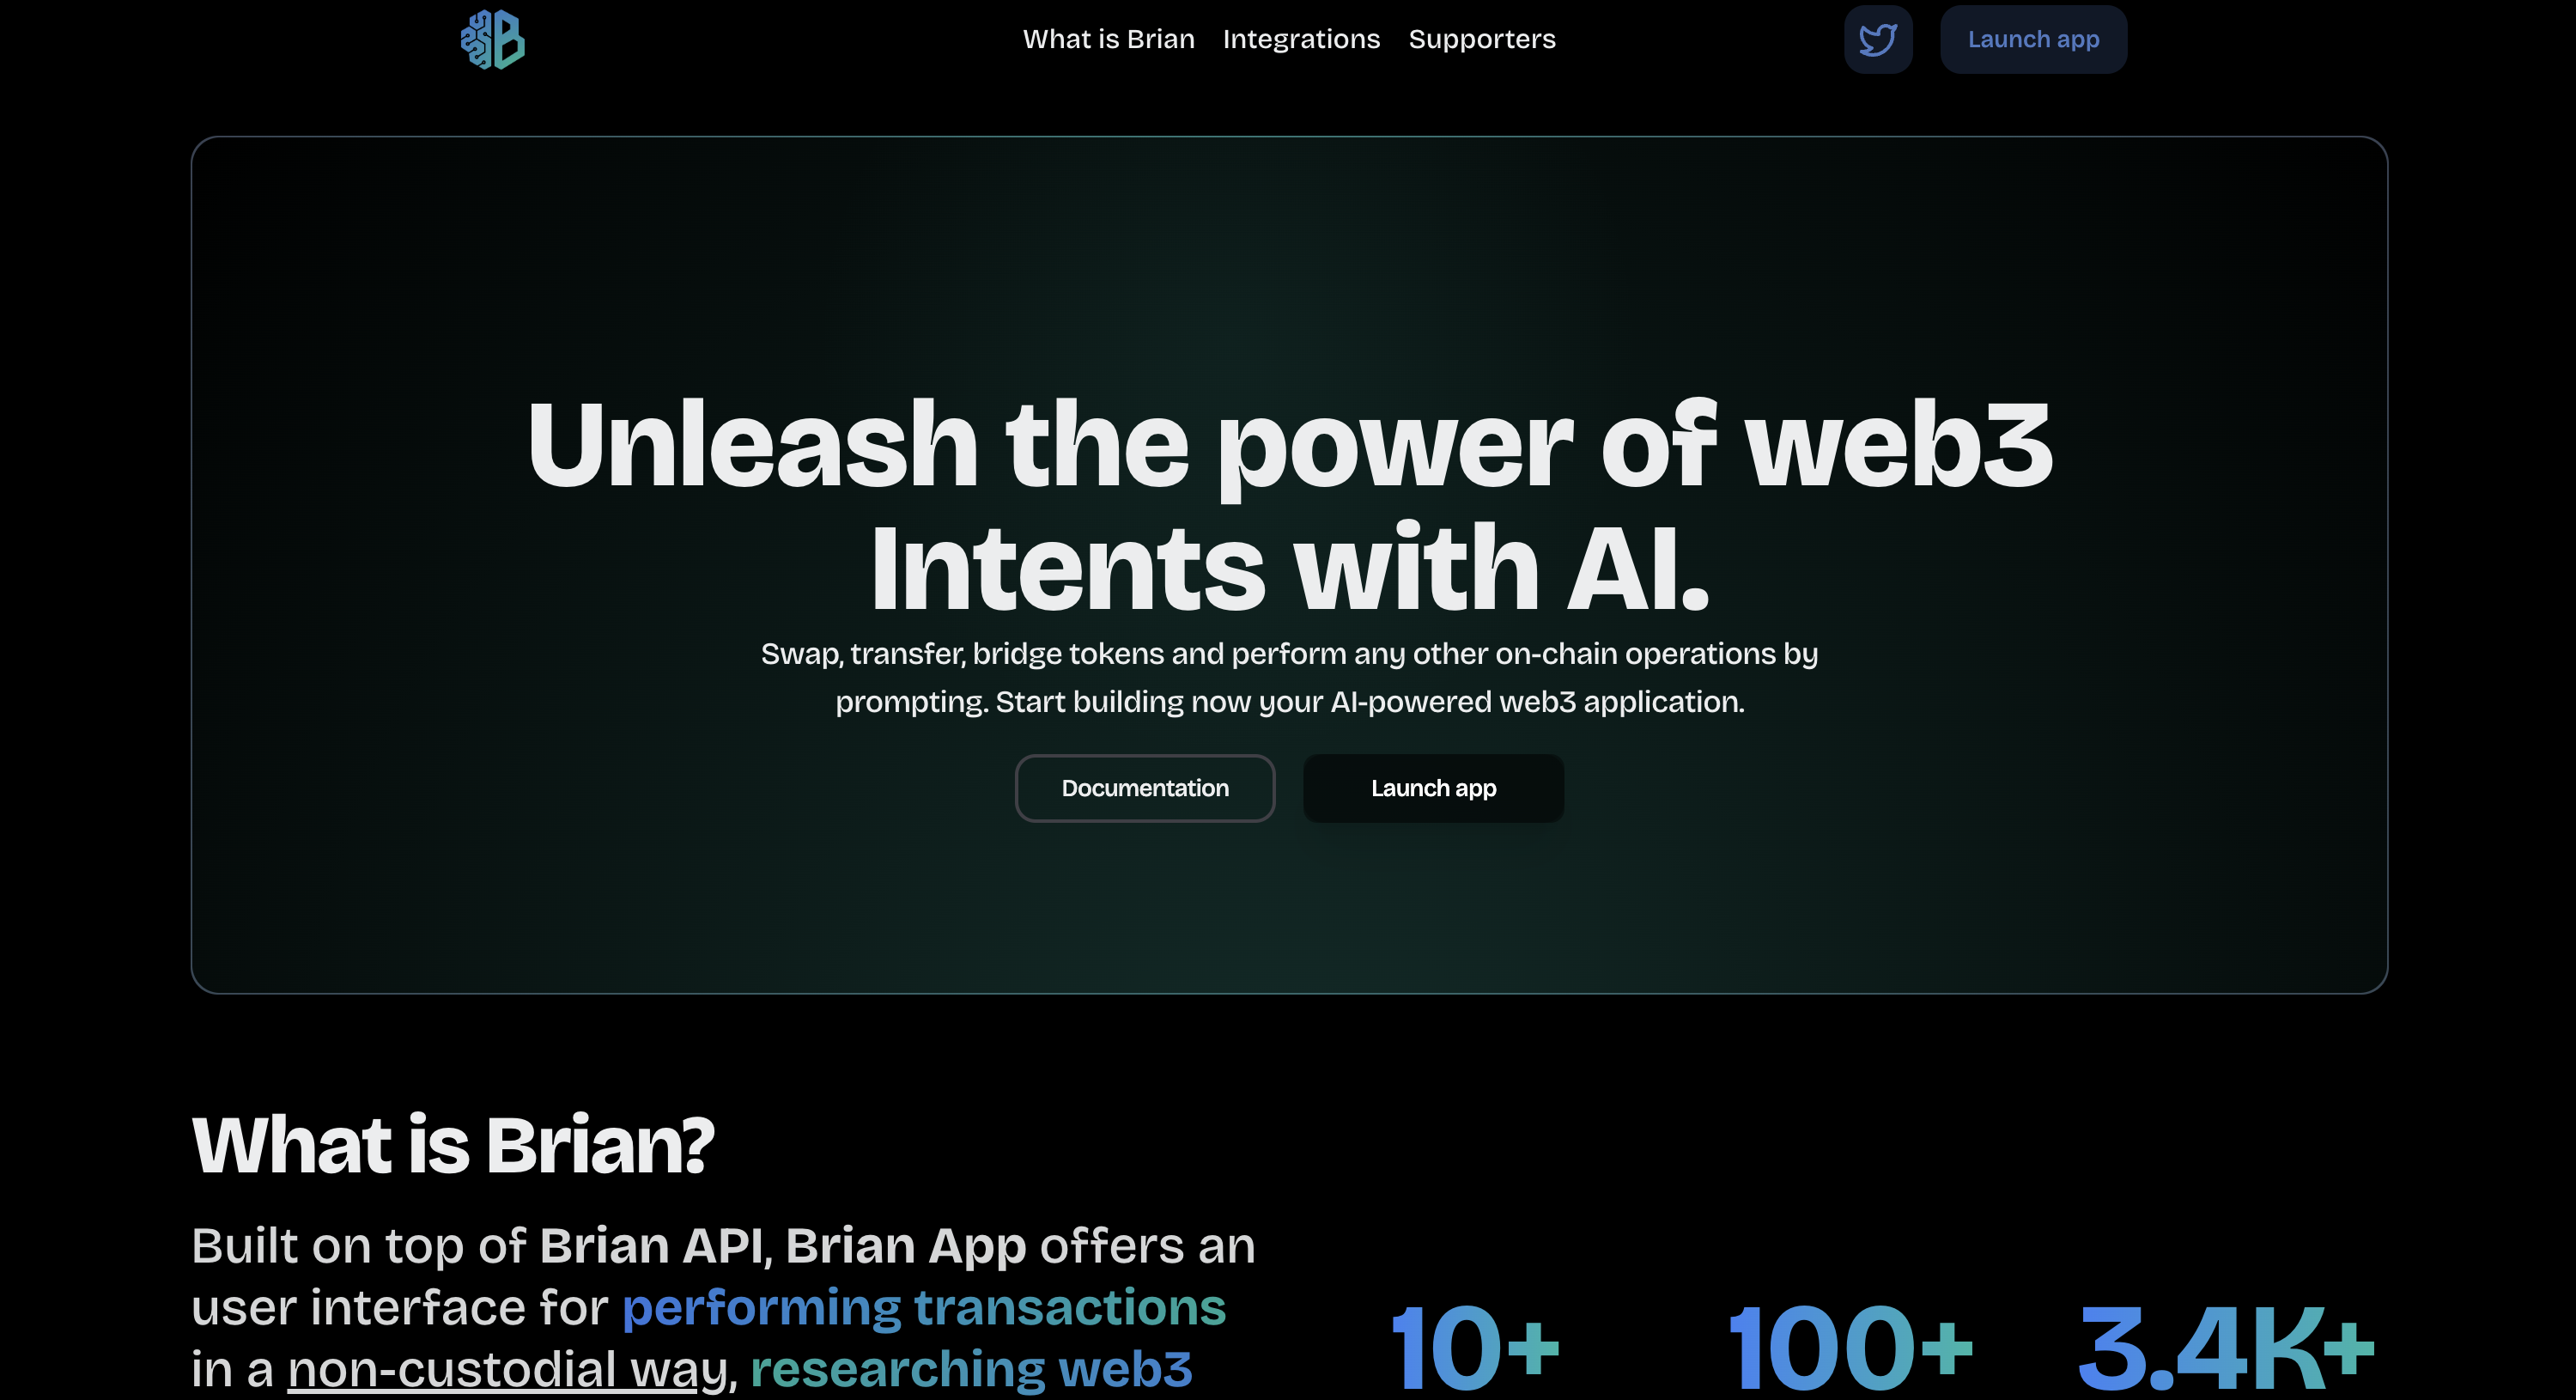 What is Brian Integrations Supporters Launch app
Unleash the power of web3
Intents with AI.
Swap, transfer, bridge tokens and perform any other on-chain operations by
prompting. Start building now your AI-powered web3 application.
Documentation Launch app
What is Brian?
Built on top of Brian API, Brian App offers an
user interface for performing transactions
in a non-custodial way, researching web3
10+ 100+ 3.4K+